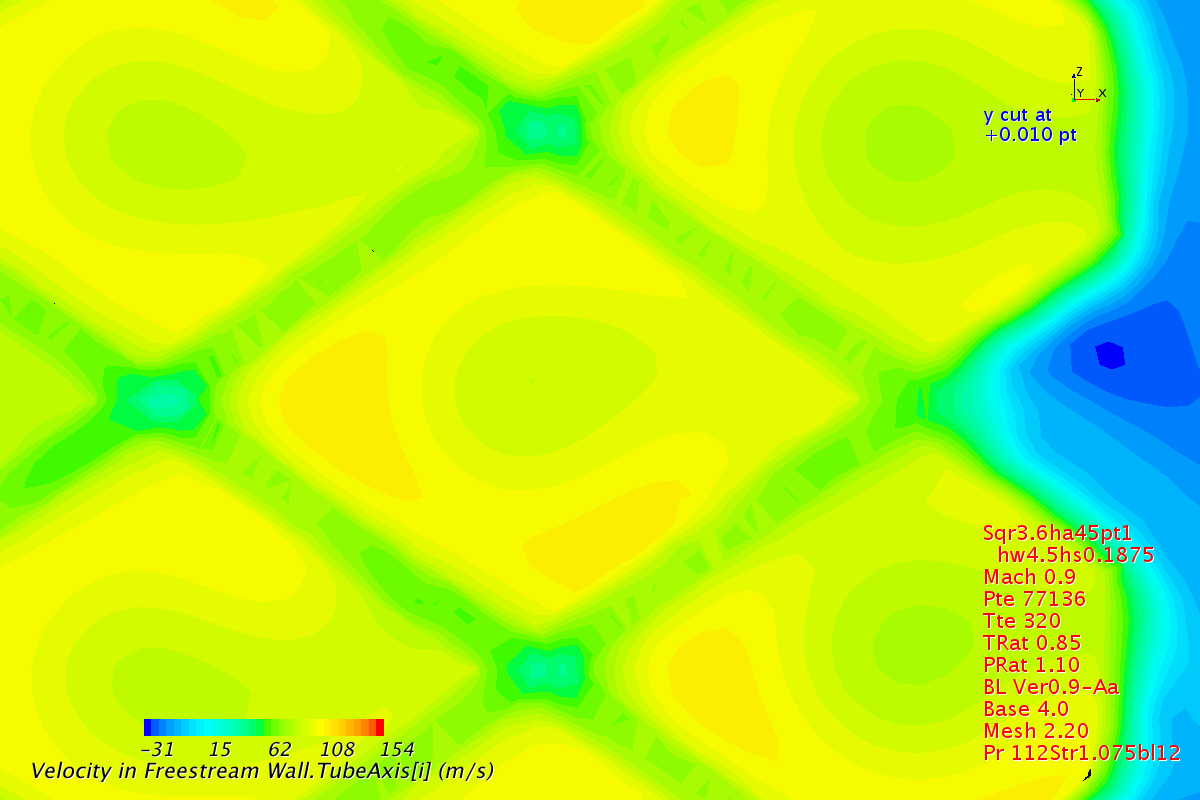 Z
Y X
y cut at
+0.010 pt
Sqr3.6ha45pt1
hw4.5hs0.1875
Mach 0.9
Pte 77136
Tte 320
TRat 0.85
PRat 1.10
BL Ver0.9-Aa
Base 4.0
Mesh 2.20
Pr 112Str1.075bl12
-31 15 62 108 154
Velocity in Freestream Wall.TubeAxis[i] (m/s)